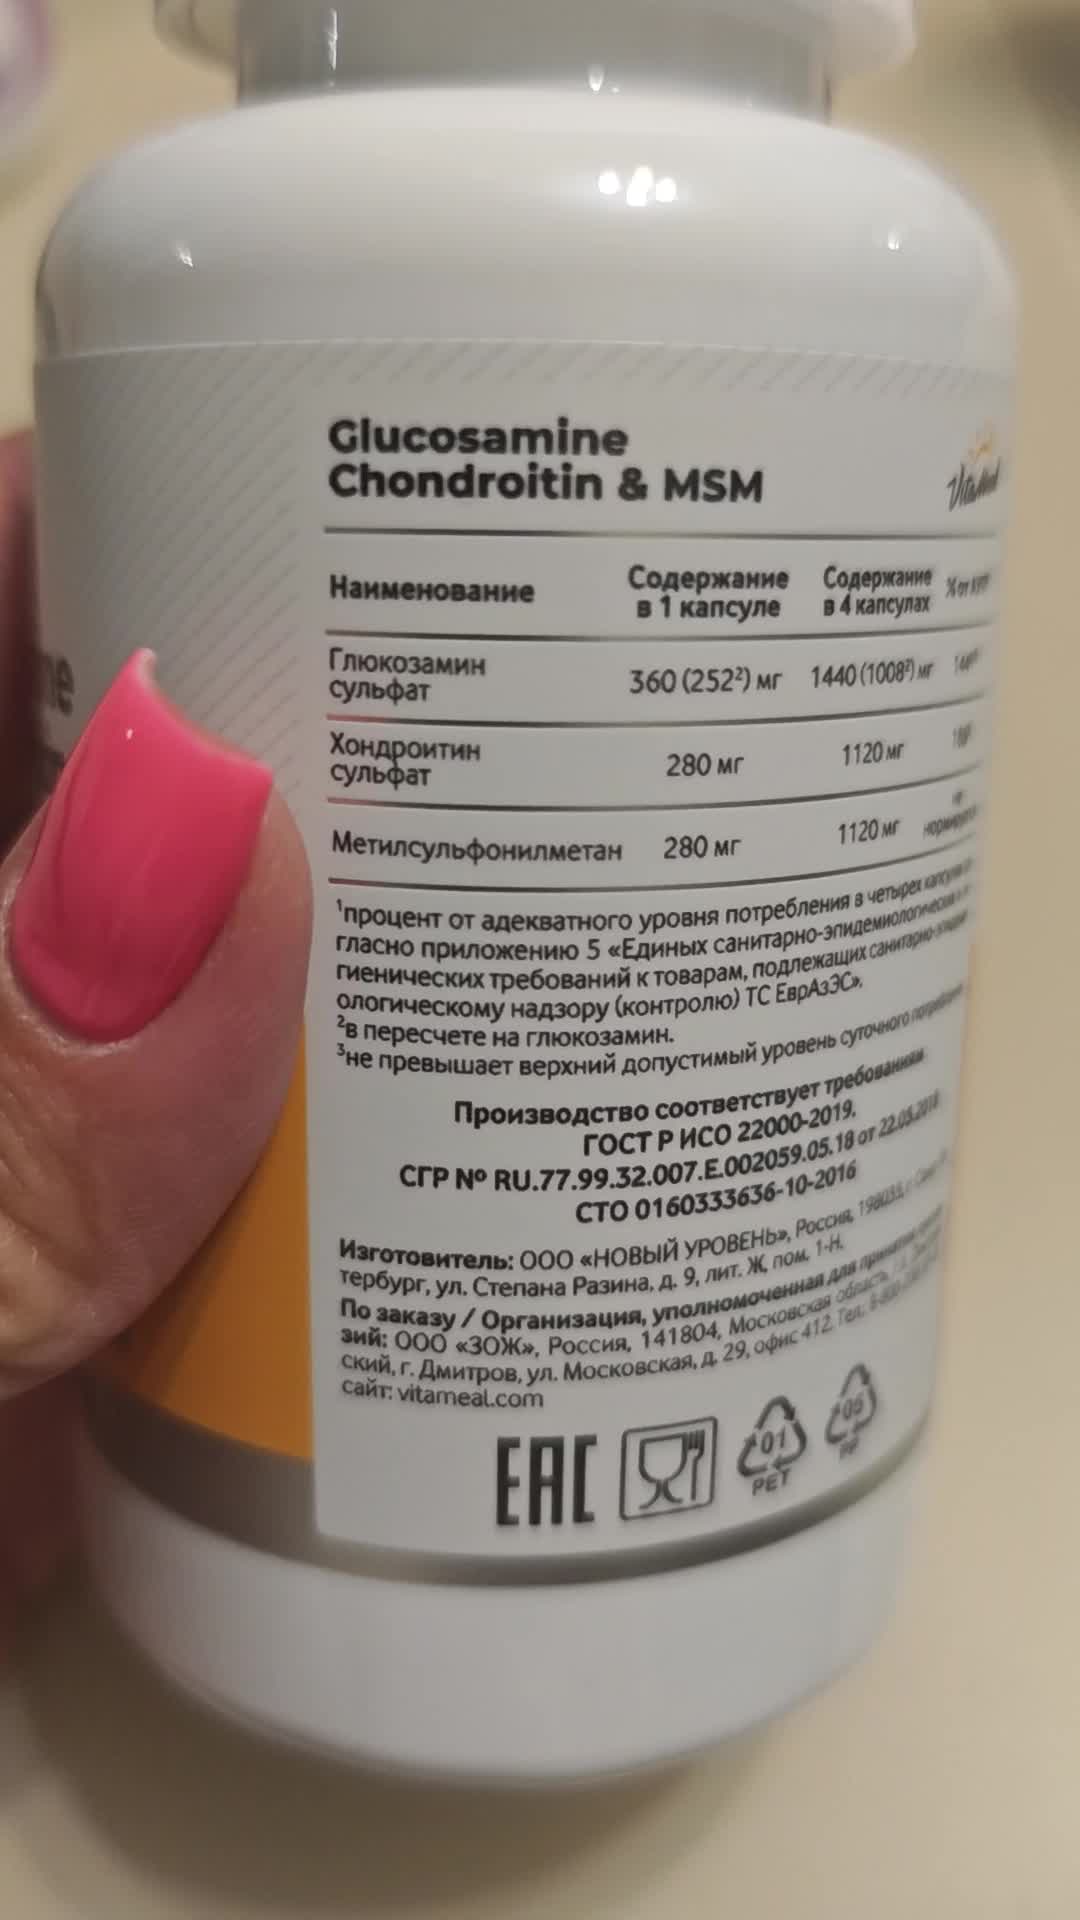 Glucosamine
Chondroitin & MSM
Наименование
Содержание
в 1 капсуле
Содержание
в 4 капсулах
% от
Глюкозамин
сульфат
360 (252²) мг
1440 (1008²) мг
Хондроитин
сульфат
280 мг
1120 мг
Метилсульфонилметан
280 мг
1120 мг
¹процент от адекватного уровня потребления в четырех
гласно приложению 5 «Единых санитарно-эпидемиологических
гиенических требований к товарам, подлежащих
ологическому надзору (контролю) ТС ЕврАзЭС».
²в пересчете на глюкозамин.
³не превышает верхний допустимый уровень суточного потребления
Производство соответствует требованиям
ГОСТ Р ИСО 22000-2019.
СГР № RU.77.99.32.007.Е.002059.05.18 от 22.05.2018
СТО 0160333636-10-2016
Изготовитель: ООО «НОВЫЙ УРОВЕНЬ», Россия,
тербург, ул. Степана Разина, д. 9, лит. Ж, пом. 1-Н.
По заказу / Организация, уполномоченная для принятия
зий: ООО «ЗОЖ», Россия, 141804, Московская область,
ский, г. Дмитров, ул. Московская, д. 29, офис 412. Тел.:
сайт: vitameal.com
ЕАС
01
PET
05
PP
ne